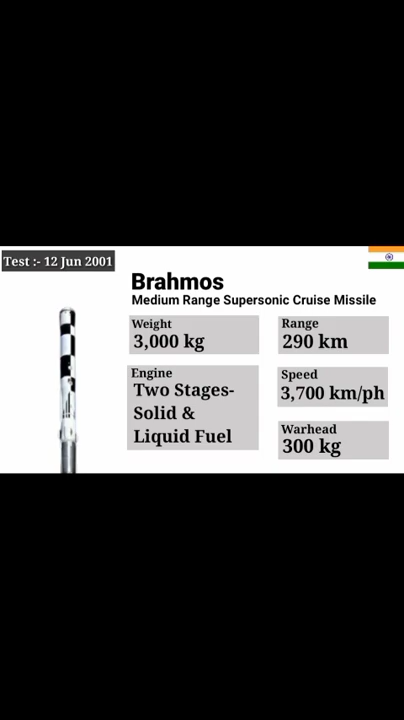 Test :- 12 Jun 2001
Brahmos
Medium Range Supersonic Cruise Missile
Weight
3,000 kg
Range
290 km
Engine
Two Stages-
Solid &
Liquid Fuel
Speed
3,700 km/ph
Warhead
300 kg